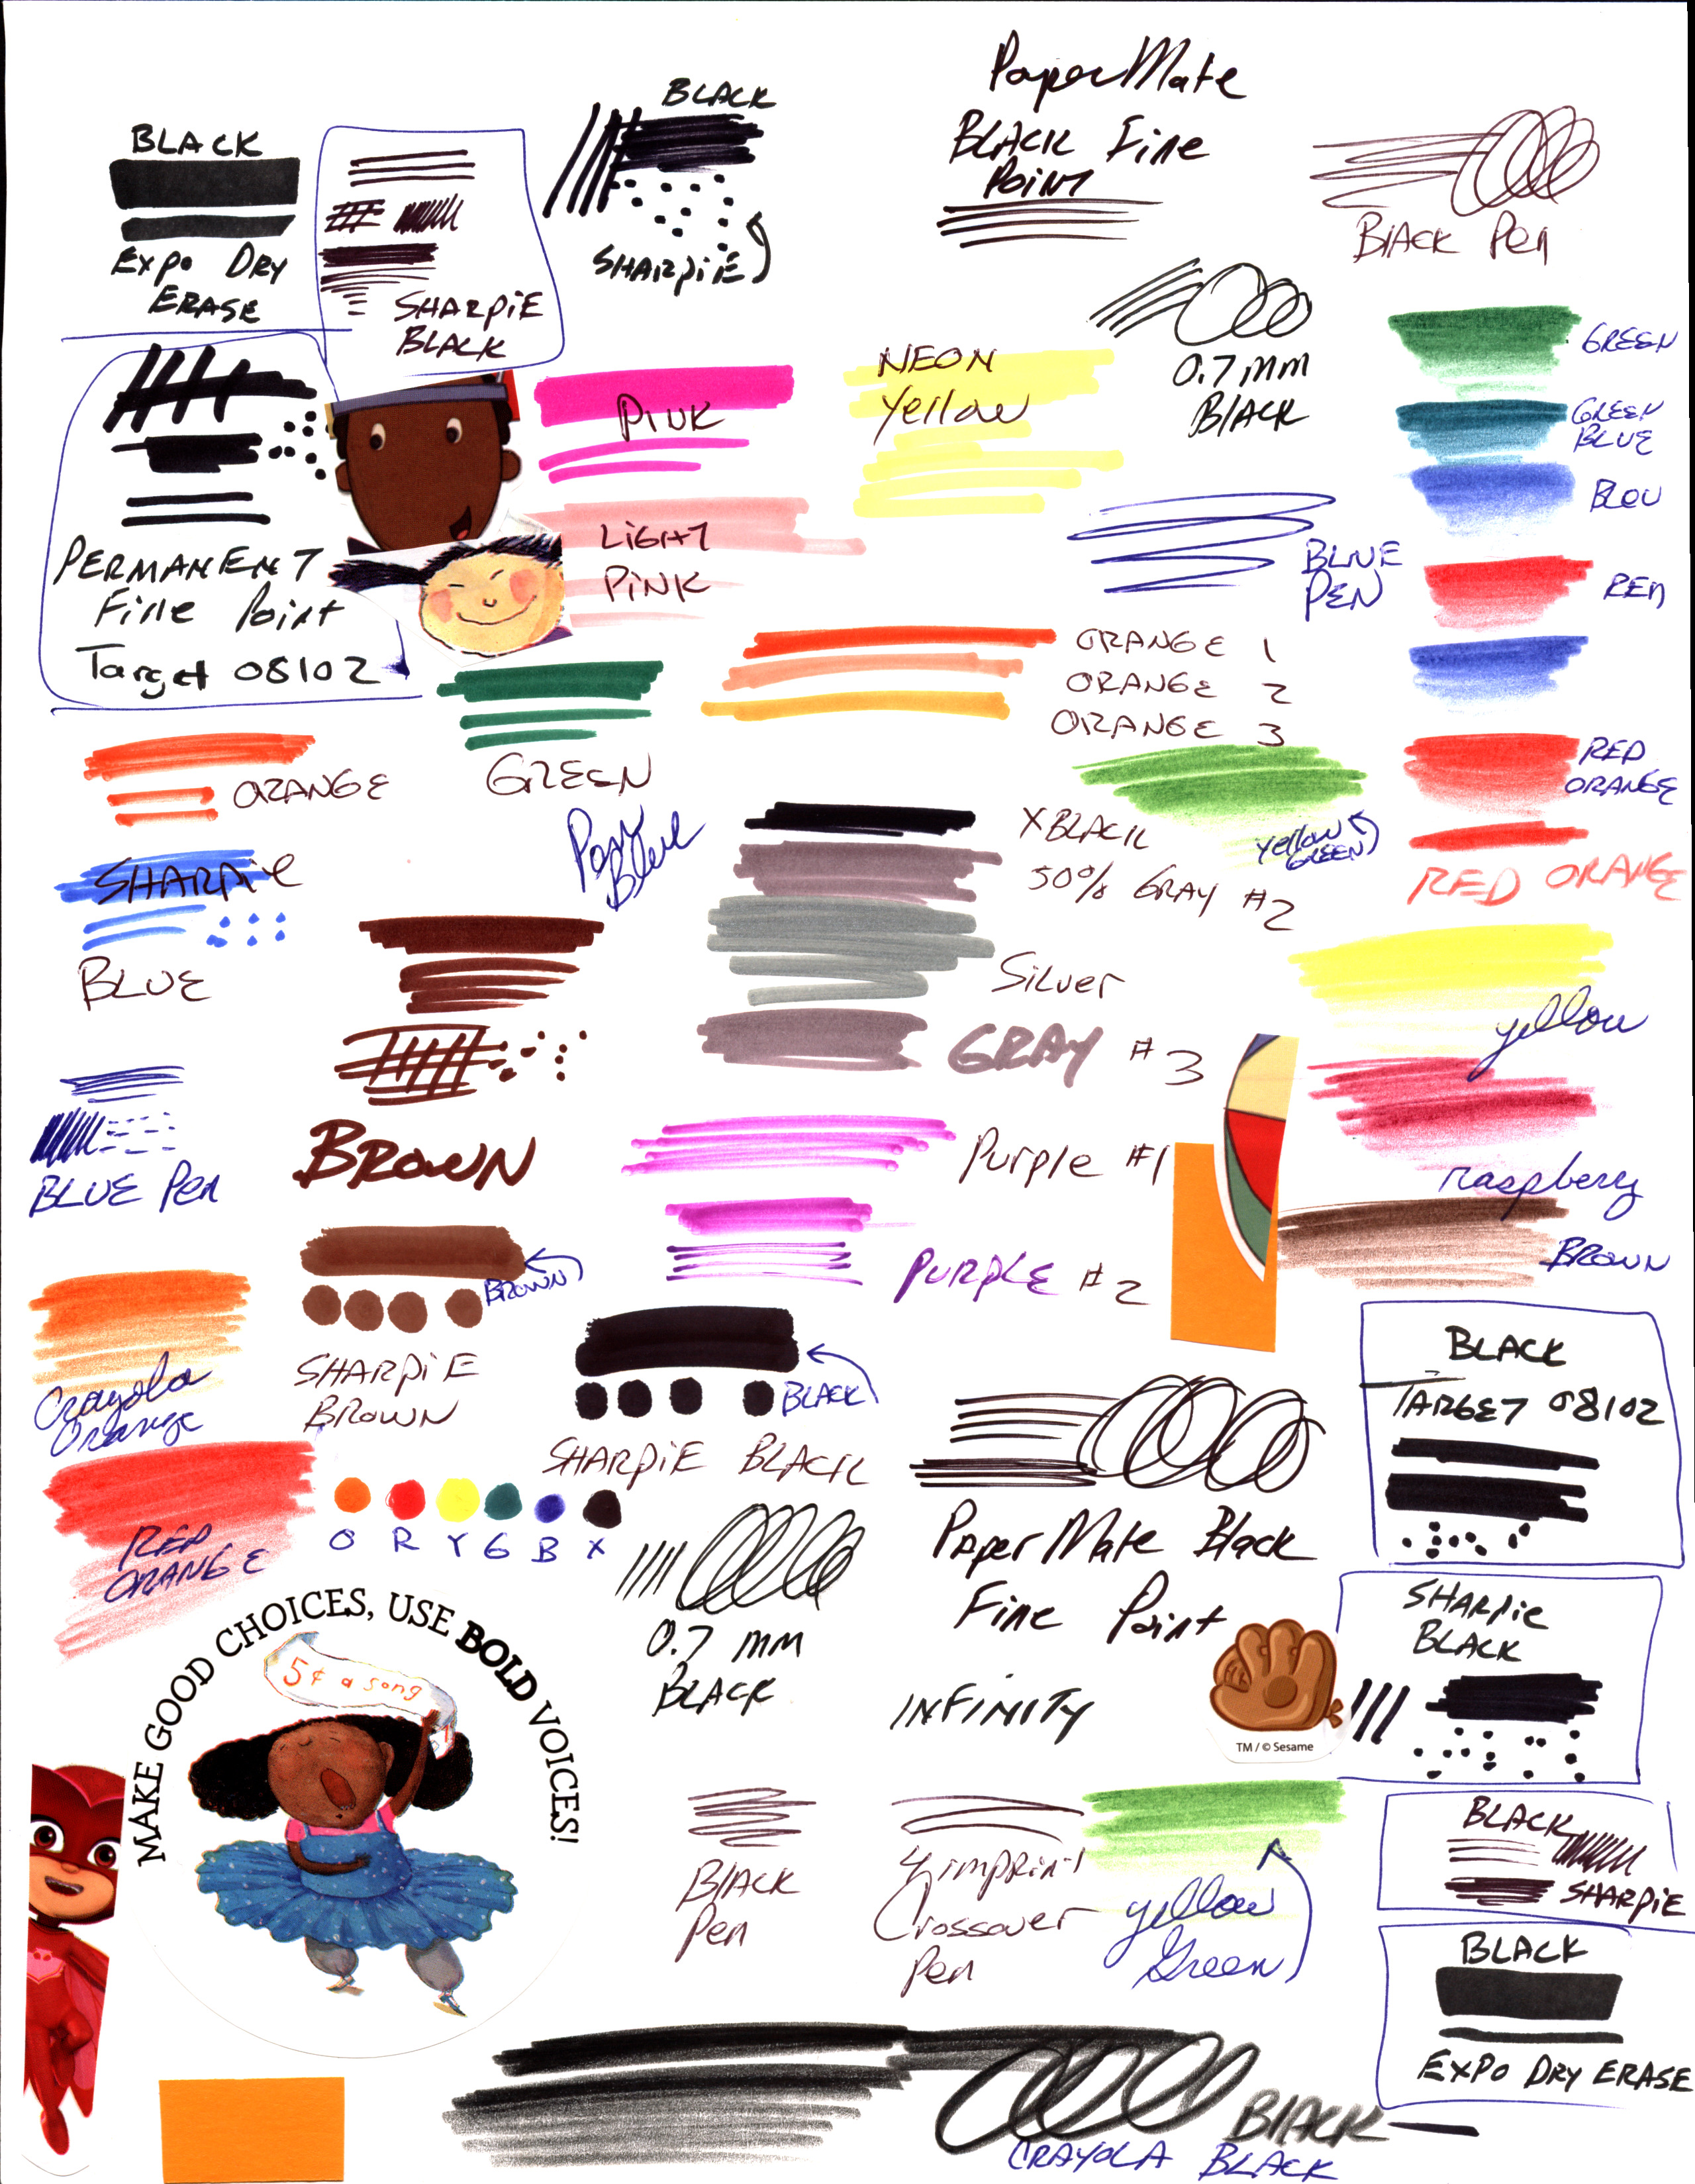 PaperMate
BLACK Fine
POINT
BLACK
EXPO DRY
ERASE
SHARPIE
BLACK
BLACK
SHARPIE
BLACK Pen
0.7 mm
BLACK
GREEN
GREEN
BLUE
BLOU
RED
PINK
NEON
yellow
LIGHT
PINK
BLUE
PEN
PERMANENT
Fine Point
Target 08102
ORANGE 1
ORANGE 2
ORANGE 3
GREEN
ORANGE
RED
ORANGE
Pen
Blue
XBLACK
50% GRAY #2
yellow
GREEN
RED ORANGE
SHARPIE
BLUE
Silver
GRAY #3
yellow
BLUE Pen
BROWN
Purple #1
raspberry
PURPLE #2
BROWN
BROWN
SHARPIE
BROWN
Crayola
Orange
BLACK
SHARPIE BLACK
BLACK
TARGET 08102
RED
ORANGE
O R Y G B X
0.7 mm
BLACK
PaperMate Black
Fine Point
INFINITY
SHARPIE
BLACK
TM / © Sesame
MAKE GOOD CHOICES, USE BOLD VOICES!
5¢ a song
BLACK
Pen
4imprint
Crossover
Pen
yellow
Green
BLACK
SHARPIE
BLACK
EXPO DRY ERASE
BLACK
CRAYOLA BLACK